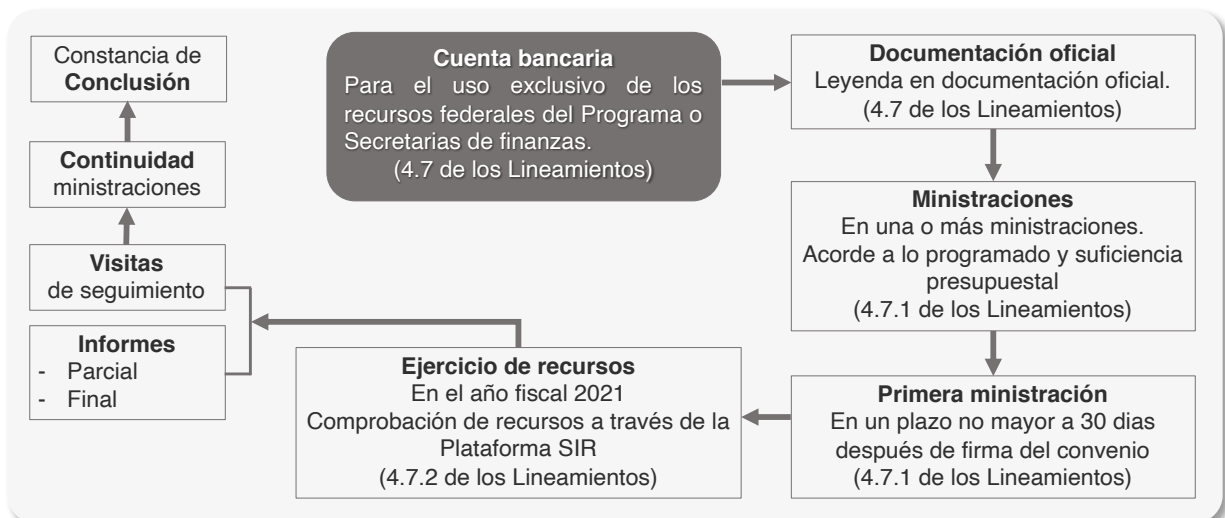 Cuenta bancaria
Para el uso exclusivo de los
recursos federales del Programa o
Secretarias de finanzas.
(4.7 de los Lineamientos)
Documentación oficial
Leyenda en documentación oficial.
(4.7 de los Lineamientos)
Ministraciones
En una o más ministraciones.
Acorde a lo programado y suficiencia
presupuestal
(4.7.1 de los Lineamientos)
Primera ministración
En un plazo no mayor a 30 dias
después de firma del convenio
(4.7.1 de los Lineamientos)
Ejercicio de recursos
En el año fiscal 2021
Comprobación de recursos a través de la
Plataforma SIR
(4.7.2 de los Lineamientos)
Informes
- Parcial
- Final
Visitas
de seguimiento
Continuidad
ministraciones
Constancia de
Conclusión